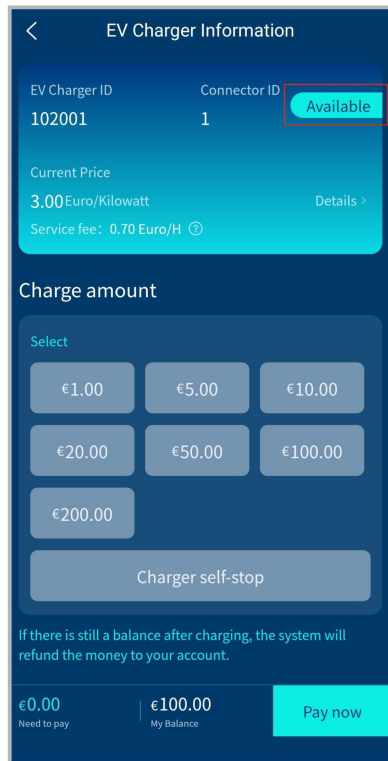 EV Charger Information
EV Charger ID Connector ID
Available
102001 1
Current Price
3.00 Euro/Kilowatt Details >
Service fee: 0.70 Euro/H ?
Charge amount
Select
€1.00 €5.00 €10.00
€20.00 €50.00 €100.00
€200.00
Charger self-stop
If there is still a balance after charging, the system will
refund the money to your account.
€0.00 €100.00 Pay now
Need to pay My Balance